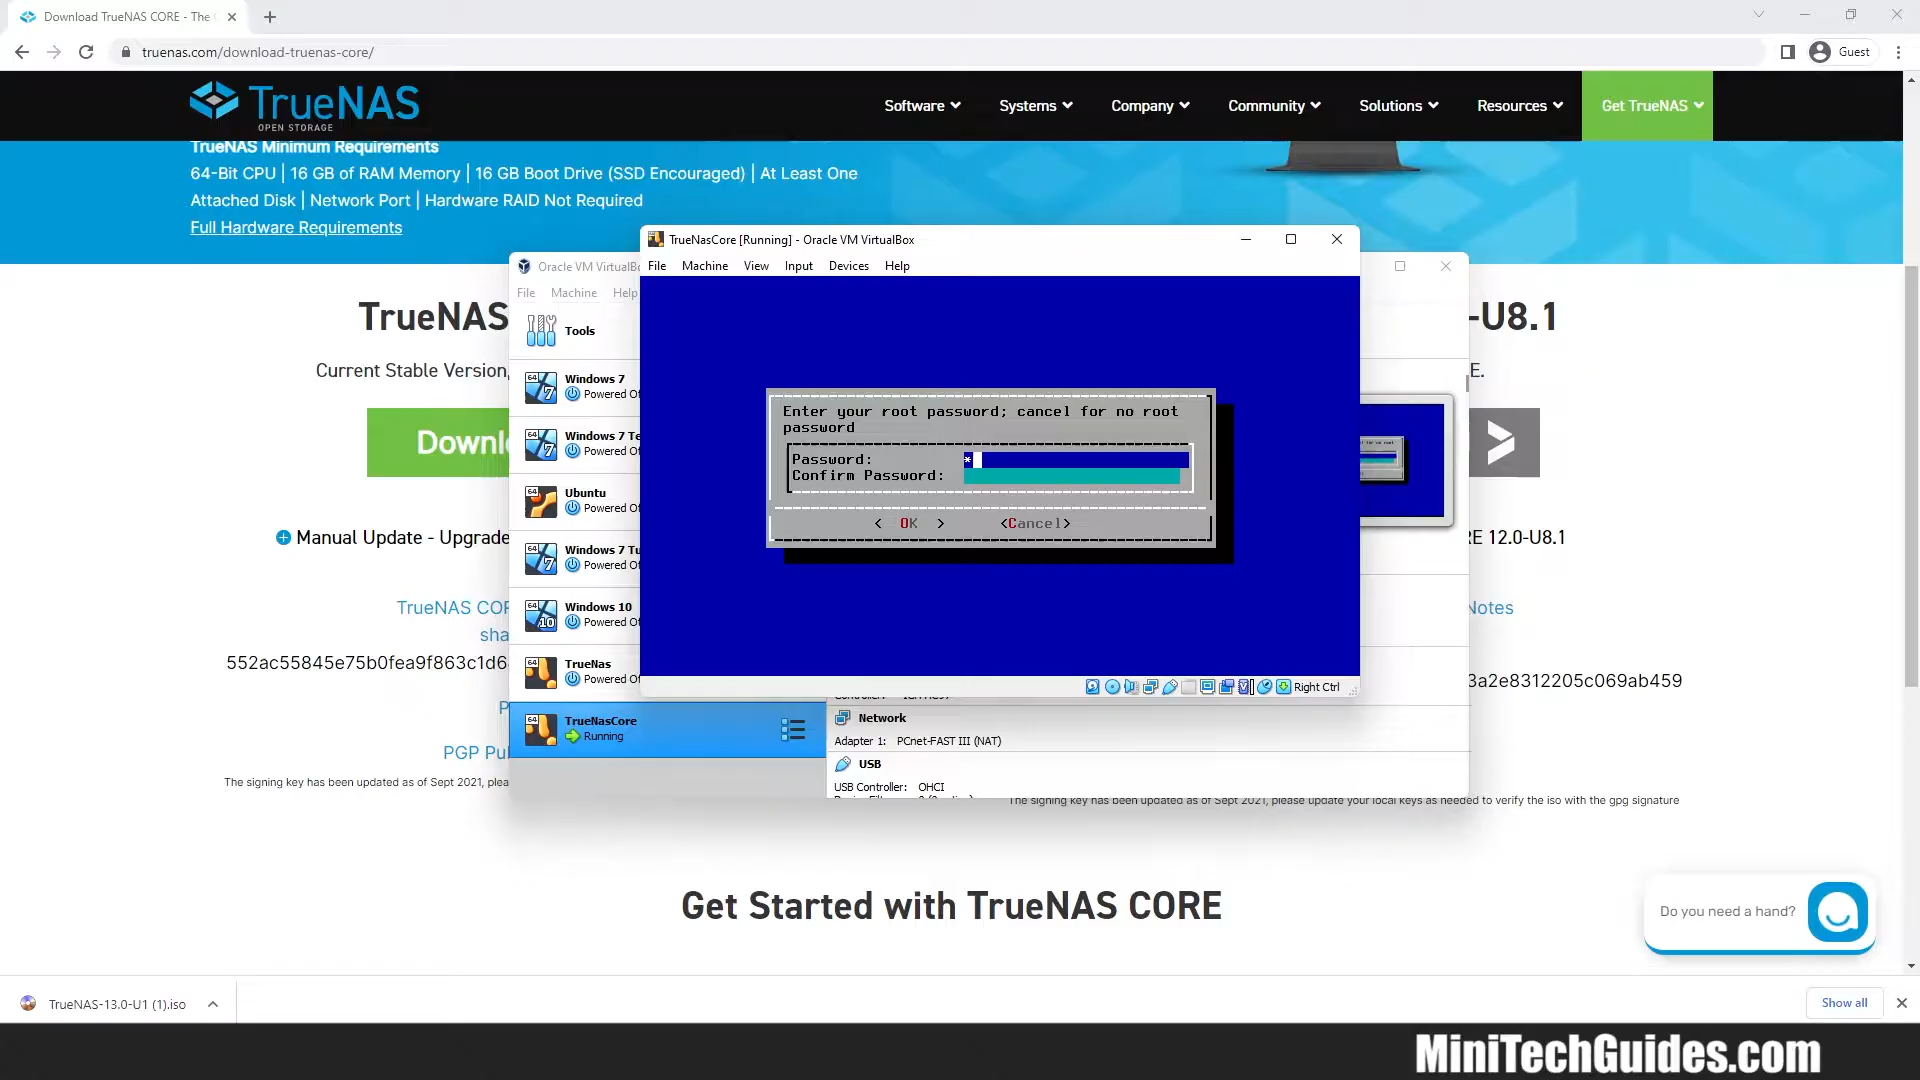 Download TrueNAS CORE - The
truenas.com/download-truenas-core/
Guest
TrueNAS
OPEN STORAGE
Software
Systems
Company
Community
Solutions
Resources
Get TrueNAS
TrueNAS Minimum Requirements
64-Bit CPU | 16 GB of RAM Memory | 16 GB Boot Drive (SSD Encouraged) | At Least One
Attached Disk | Network Port | Hardware RAID Not Required
Full Hardware Requirements
TrueNasCore [Running] - Oracle VM VirtualBox
File Machine View Input Devices Help
Oracle VM VirtualBo
File Machine Help
Tools
Windows 7
Powered Of
Windows 7 Te
Powered Of
Ubuntu
Powered Of
Windows 7 Tu
Powered Of
Windows 10
Powered Of
TrueNas
Powered Of
TrueNasCore
Running
Enter your root password; cancel for no root
password
Password: *
Confirm Password:
< OK > <Cancel>
Right Ctrl
Network
Adapter 1: PCnet-FAST III (NAT)
USB
USB Controller: OHCI
TrueNAS
-U8.1
Current Stable Version,
E.
Downl
Manual Update - Upgrade
RE 12.0-U8.1
TrueNAS COR
Notes
sha
552ac55845e75b0fea9f863c1d6
3a2e8312205c069ab459
P
PGP Pu
The signing key has been updated as of Sept 2021, plea
The signing key has been updated as of Sept 2021, please update your local keys as needed to verify the iso with the gpg signature
Get Started with TrueNAS CORE
Do you need a hand?
TrueNAS-13.0-U1 (1).iso
Show all
MiniTechGuides.com